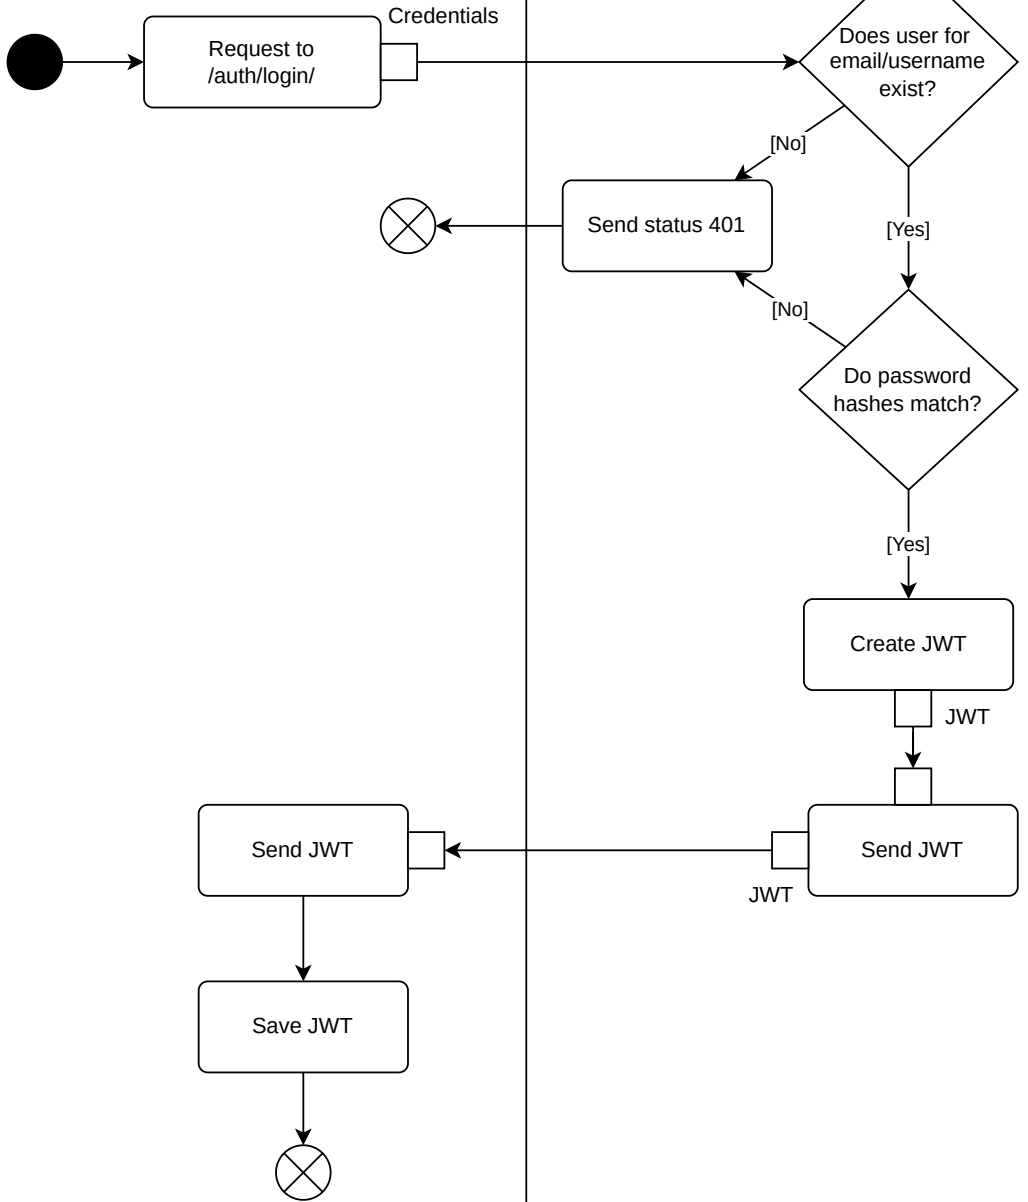 Credentials
Request to
/auth/login/
Does user for
email/username
exist?
[No]
Send status 401
[Yes]
[No]
Do password
hashes match?
[Yes]
Create JWT
JWT
Send JWT
Send JWT
JWT
Save JWT